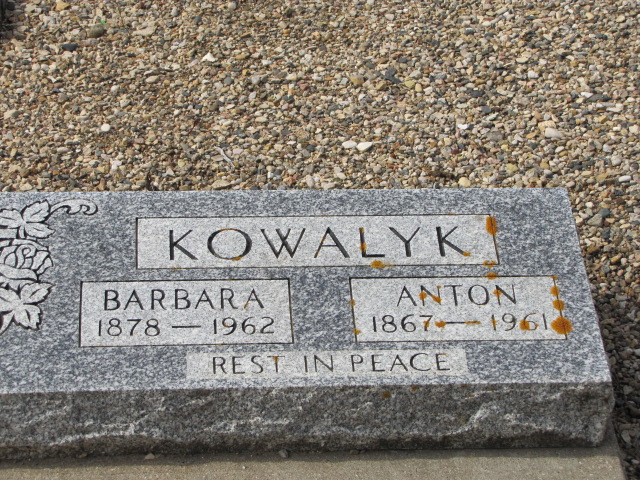 KOWALYK
BARBARA
1878 — 1962
ANTON
1867 — 1961
REST IN PEACE